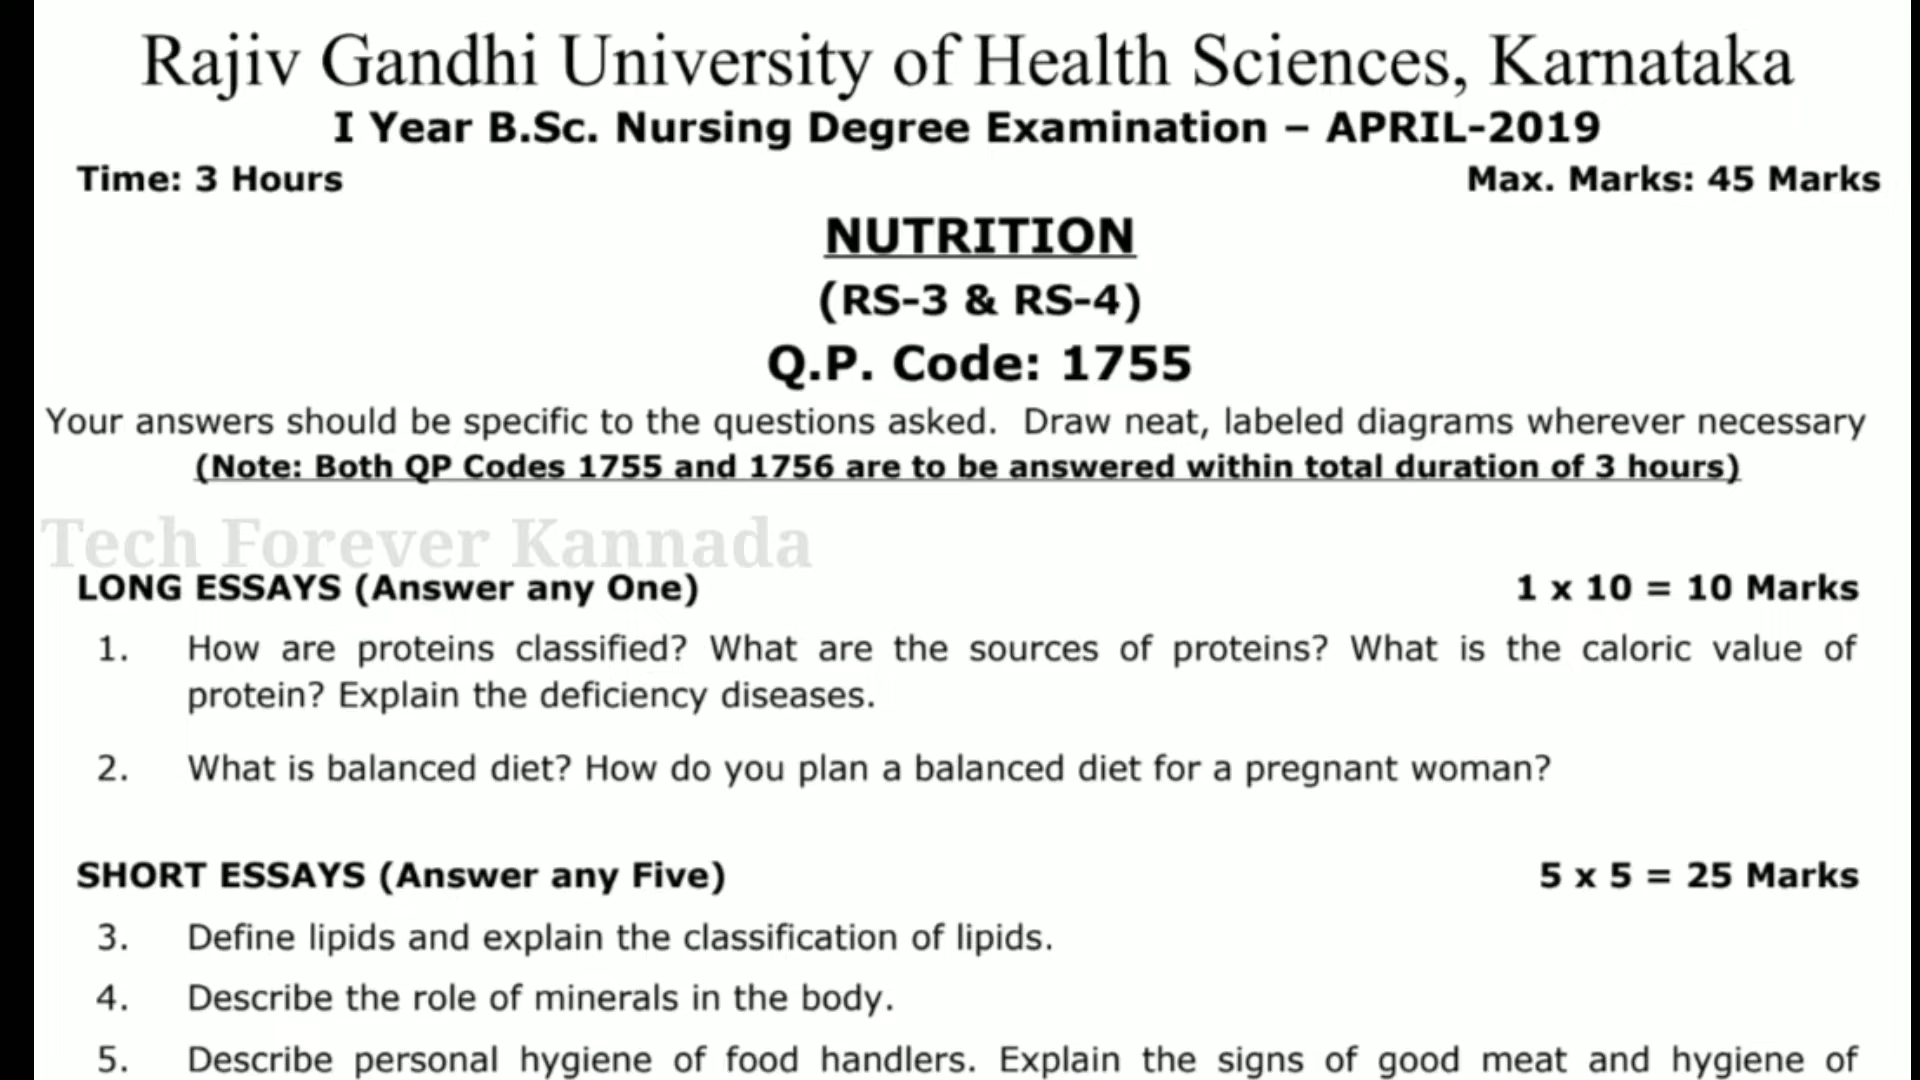 Rajiv Gandhi University of Health Sciences, Karnataka
I Year B.Sc. Nursing Degree Examination – APRIL-2019
Time: 3 Hours Max. Marks: 45 Marks
NUTRITION
(RS-3 & RS-4)
Q.P. Code: 1755
Your answers should be specific to the questions asked. Draw neat, labeled diagrams wherever necessary
(Note: Both QP Codes 1755 and 1756 are to be answered within total duration of 3 hours)
Tech Forever Kannada
LONG ESSAYS (Answer any One) 1 x 10 = 10 Marks
1. How are proteins classified? What are the sources of proteins? What is the caloric value of
protein? Explain the deficiency diseases.
2. What is balanced diet? How do you plan a balanced diet for a pregnant woman?
SHORT ESSAYS (Answer any Five) 5 x 5 = 25 Marks
3. Define lipids and explain the classification of lipids.
4. Describe the role of minerals in the body.
5. Describe personal hygiene of food handlers. Explain the signs of good meat and hygiene of